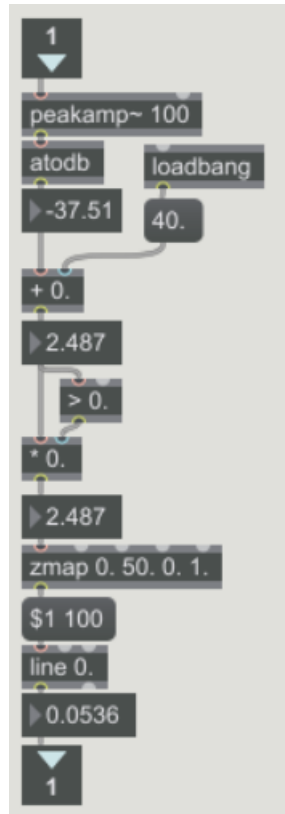 1
peakamp~ 100
atodb
loadbang
-37.51
40.
+ 0.
2.487
> 0.
* 0.
2.487
zmap 0. 50. 0. 1.
$1 100
line 0.
0.0536
1